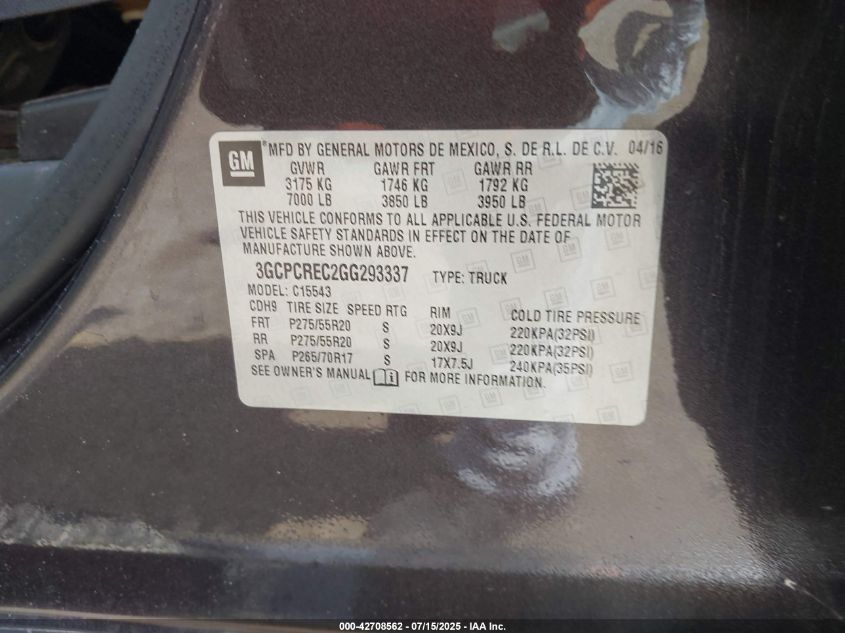 GM MFD BY GENERAL MOTORS DE MEXICO, S. DE R.L. DE C.V. 04/16
GVWR GAWR FRT GAWR RR
3175 KG 1746 KG 1792 KG
7000 LB 3850 LB 3950 LB
THIS VEHICLE CONFORMS TO ALL APPLICABLE U.S. FEDERAL MOTOR
VEHICLE SAFETY STANDARDS IN EFFECT ON THE DATE OF
MANUFACTURE SHOWN ABOVE.
3GCPCREC2GG293337 TYPE: TRUCK
MODEL: C15543
CDH9 TIRE SIZE SPEED RTG RIM COLD TIRE PRESSURE
FRT P275/55R20 S 20X9J 220KPA(32PSI)
RR P275/55R20 S 20X9J 220KPA(32PSI)
SPA P265/70R17 S 17X7.5J 240KPA(35PSI)
SEE OWNER'S MANUAL FOR MORE INFORMATION.
000-42708562 - 07/15/2025 - IAA Inc.